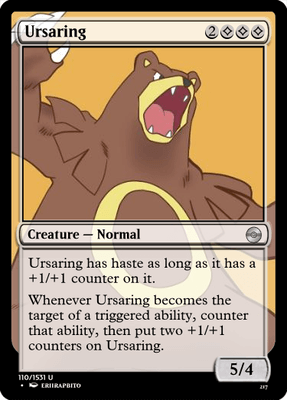 Ursaring
2
Creature — Normal
Ursaring has haste as long as it has a
+1/+1 counter on it.
Whenever Ursaring becomes the
target of a triggered ability, counter
that ability, then put two +1/+1
counters on Ursaring.
5/4
110/1531 U
• ERHAPBITO